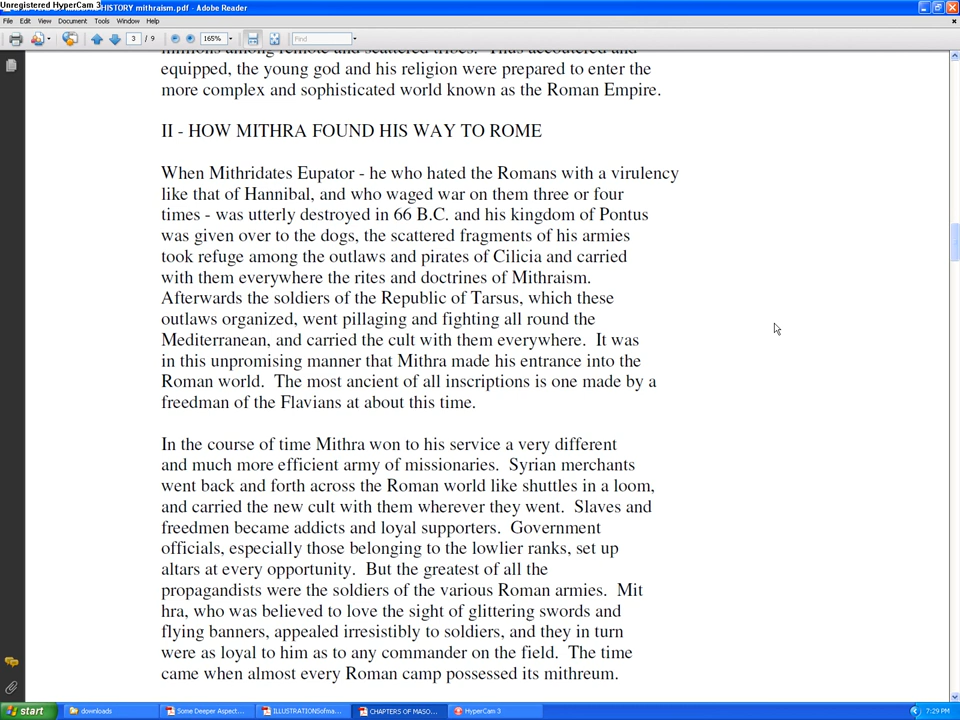 Unregistered HyperCam 3
HISTORY mithraism.pdf - Adobe Reader
File Edit View Document Tools Window Help
3 / 9 165% Find
equipped, the young god and his religion were prepared to enter the
more complex and sophisticated world known as the Roman Empire.
II - HOW MITHRA FOUND HIS WAY TO ROME
When Mithridates Eupator - he who hated the Romans with a virulency
like that of Hannibal, and who waged war on them three or four
times - was utterly destroyed in 66 B.C. and his kingdom of Pontus
was given over to the dogs, the scattered fragments of his armies
took refuge among the outlaws and pirates of Cilicia and carried
with them everywhere the rites and doctrines of Mithraism.
Afterwards the soldiers of the Republic of Tarsus, which these
outlaws organized, went pillaging and fighting all round the
Mediterranean, and carried the cult with them everywhere.  It was
in this unpromising manner that Mithra made his entrance into the
Roman world.  The most ancient of all inscriptions is one made by a
freedman of the Flavians at about this time.
In the course of time Mithra won to his service a very different
and much more efficient army of missionaries.  Syrian merchants
went back and forth across the Roman world like shuttles in a loom,
and carried the new cult with them wherever they went.  Slaves and
freedmen became addicts and loyal supporters.  Government
officials, especially those belonging to the lowlier ranks, set up
altars at every opportunity.  But the greatest of all the
propagandists were the soldiers of the various Roman armies.  Mit
hra, who was believed to love the sight of glittering swords and
flying banners, appealed irresistibly to soldiers, and they in turn
were as loyal to him as to any commander on the field.  The time
came when almost every Roman camp possessed its mithreum.
start downloads Some Deeper Aspect... ILLUSTRATIONSofma... CHAPTERS OF MASO... HyperCam 3 7:29 PM